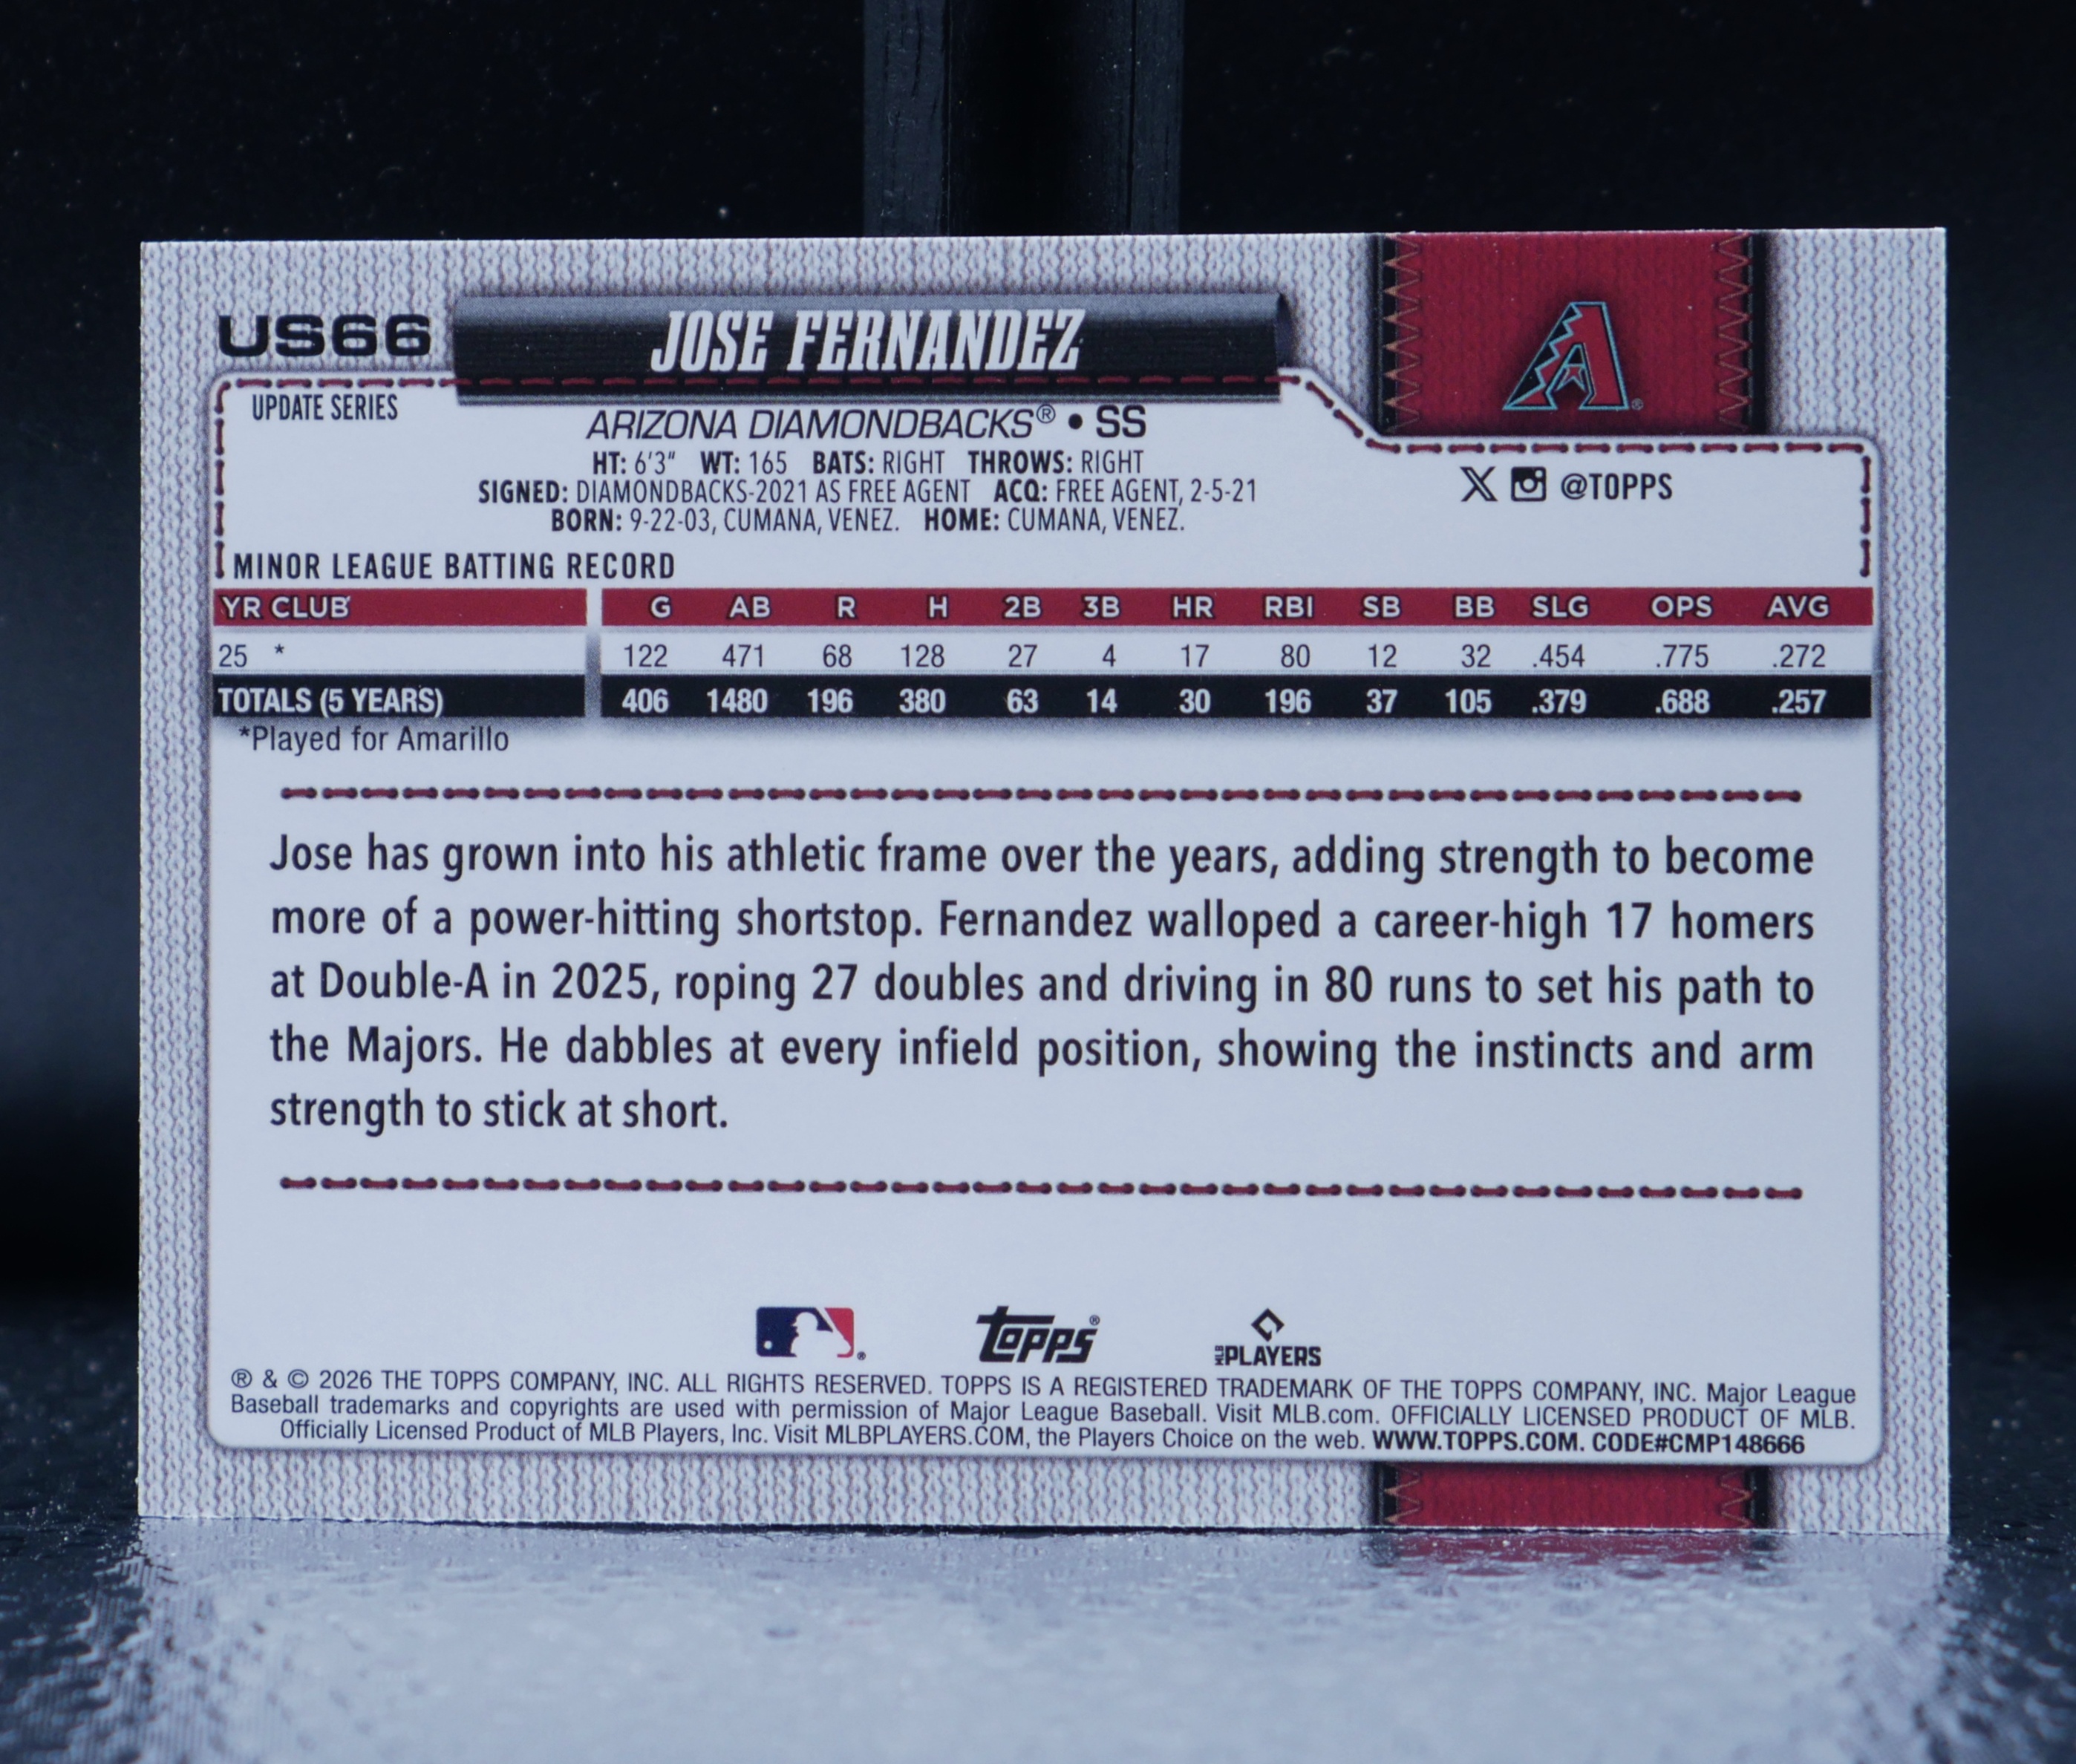 US66
JOSE FERNANDEZ
UPDATE SERIES
ARIZONA DIAMONDBACKS® • SS
HT: 6'3" WT: 165 BATS: RIGHT THROWS: RIGHT
SIGNED: DIAMONDBACKS-2021 AS FREE AGENT ACQ: FREE AGENT, 2-5-21
BORN: 9-22-03, CUMANA, VENEZ. HOME: CUMANA, VENEZ.
A®
@TOPPS
MINOR LEAGUE BATTING RECORD
YR CLUB G AB R H 2B 3B HR RBI SB BB SLG OPS AVG
25 * 122 471 68 128 27 4 17 80 12 32 .454 .775 .272
TOTALS (5 YEARS) 406 1480 196 380 63 14 30 196 37 105 .379 .688 .257
*Played for Amarillo
Jose has grown into his athletic frame over the years, adding strength to become
more of a power-hitting shortstop. Fernandez walloped a career-high 17 homers
at Double-A in 2025, roping 27 doubles and driving in 80 runs to set his path to
the Majors. He dabbles at every infield position, showing the instincts and arm
strength to stick at short.
topps® MLB PLAYERS
® & © 2026 THE TOPPS COMPANY, INC. ALL RIGHTS RESERVED. TOPPS IS A REGISTERED TRADEMARK OF THE TOPPS COMPANY, INC. Major League
Baseball trademarks and copyrights are used with permission of Major League Baseball. Visit MLB.com. OFFICIALLY LICENSED PRODUCT OF MLB.
Officially Licensed Product of MLB Players, Inc. Visit MLBPLAYERS.COM, the Players Choice on the web. WWW.TOPPS.COM. CODE#CMP148666